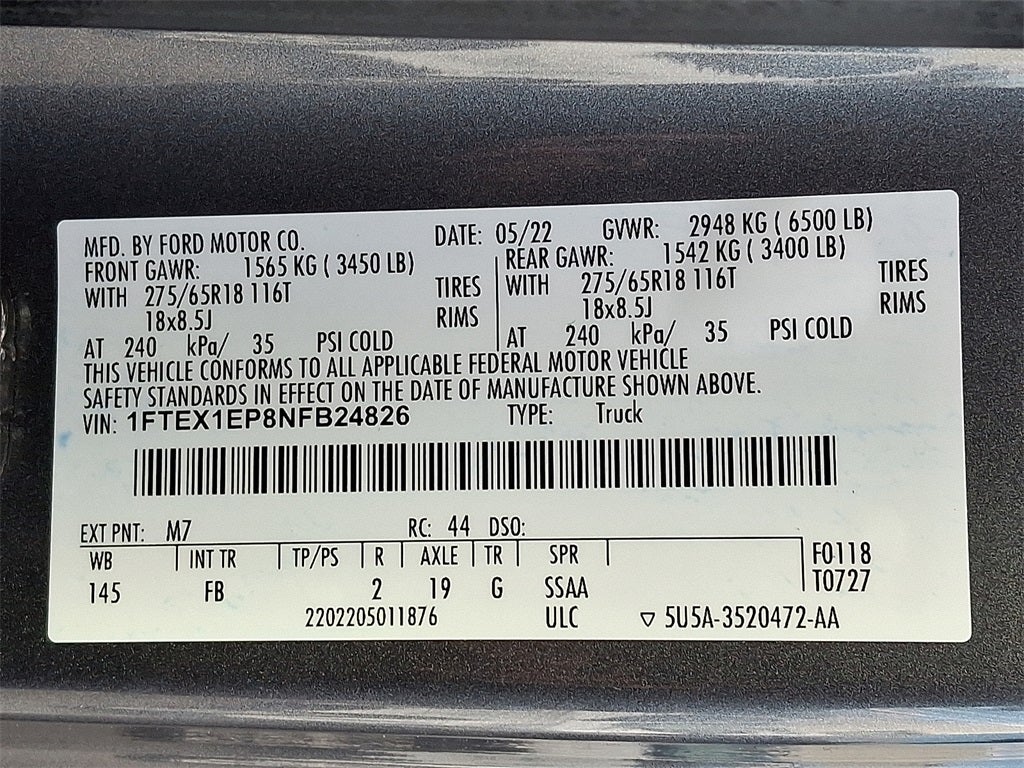 MFD. BY FORD MOTOR CO. DATE: 05/22 GVWR: 2948 KG ( 6500 LB)
FRONT GAWR: 1565 KG ( 3450 LB) REAR GAWR: 1542 KG ( 3400 LB)
WITH 275/65R18 116T TIRES WITH 275/65R18 116T TIRES
18x8.5J RIMS 18x8.5J RIMS
AT 240 kPa/ 35 PSI COLD AT 240 kPa/ 35 PSI COLD
THIS VEHICLE CONFORMS TO ALL APPLICABLE FEDERAL MOTOR VEHICLE
SAFETY STANDARDS IN EFFECT ON THE DATE OF MANUFACTURE SHOWN ABOVE.
VIN: 1FTEX1EP8NFB24826 TYPE: Truck
EXT PNT: M7 RC: 44 DSO:
WB INT TR TP/PS R AXLE TR SPR F0118
145 FB 2 19 G SSAA T0727
2202205011876 ULC ▽ 5U5A-3520472-AA